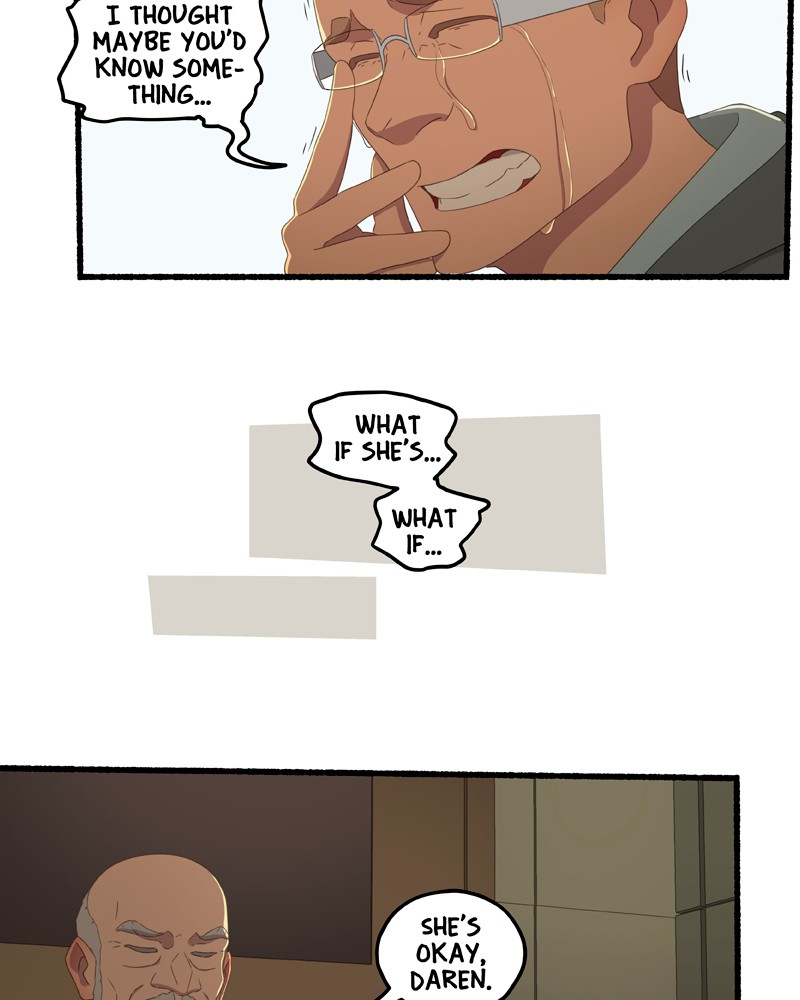 I THOUGHT
MAYBE YOU'D
KNOW SOME-
THING...
WHAT
IF SHE'S...
WHAT
IF...
SHE'S
OKAY,
DAREN.